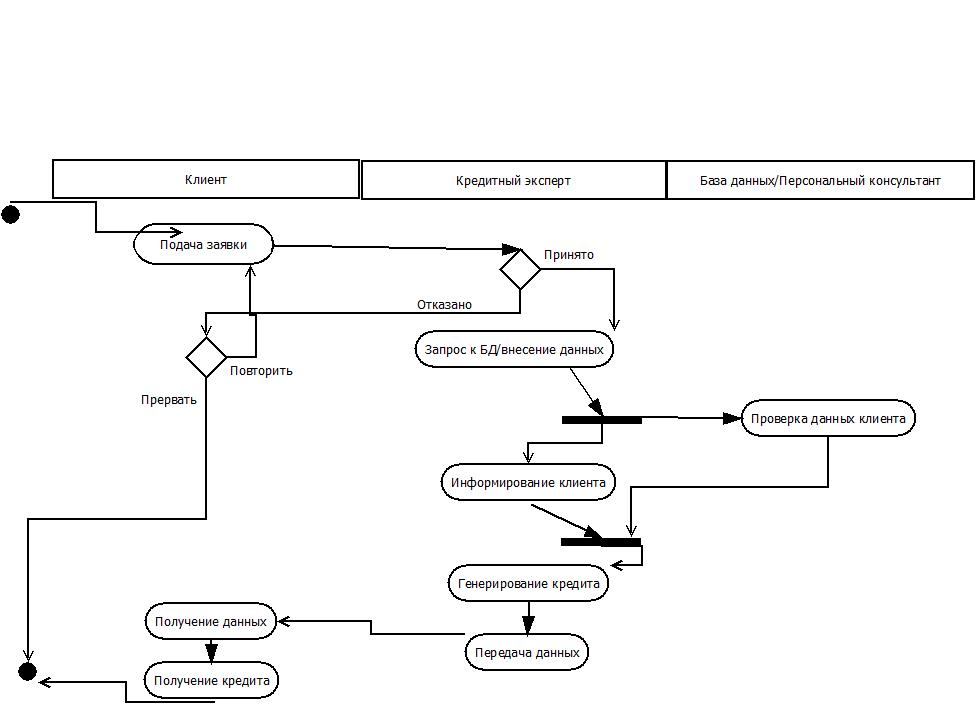 Клиент
Кредитный эксперт
База данных/Персональный консультант
Подача заявки
Принято
Отказано
Запрос к БД/внесение данных
Повторить
Прервать
Проверка данных клиента
Информирование клиента
Генерирование кредита
Получение данных
Передача данных
Получение кредита